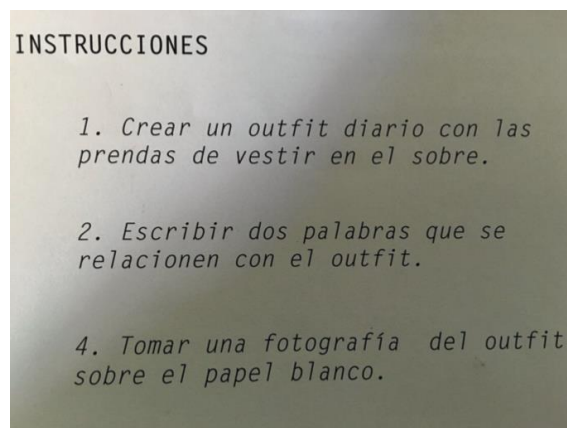 INSTRUCCIONES
1. Crear un outfit diario con las
prendas de vestir en el sobre.
2. Escribir dos palabras que se
relacionen con el outfit.
4. Tomar una fotografía del outfit
sobre el papel blanco.